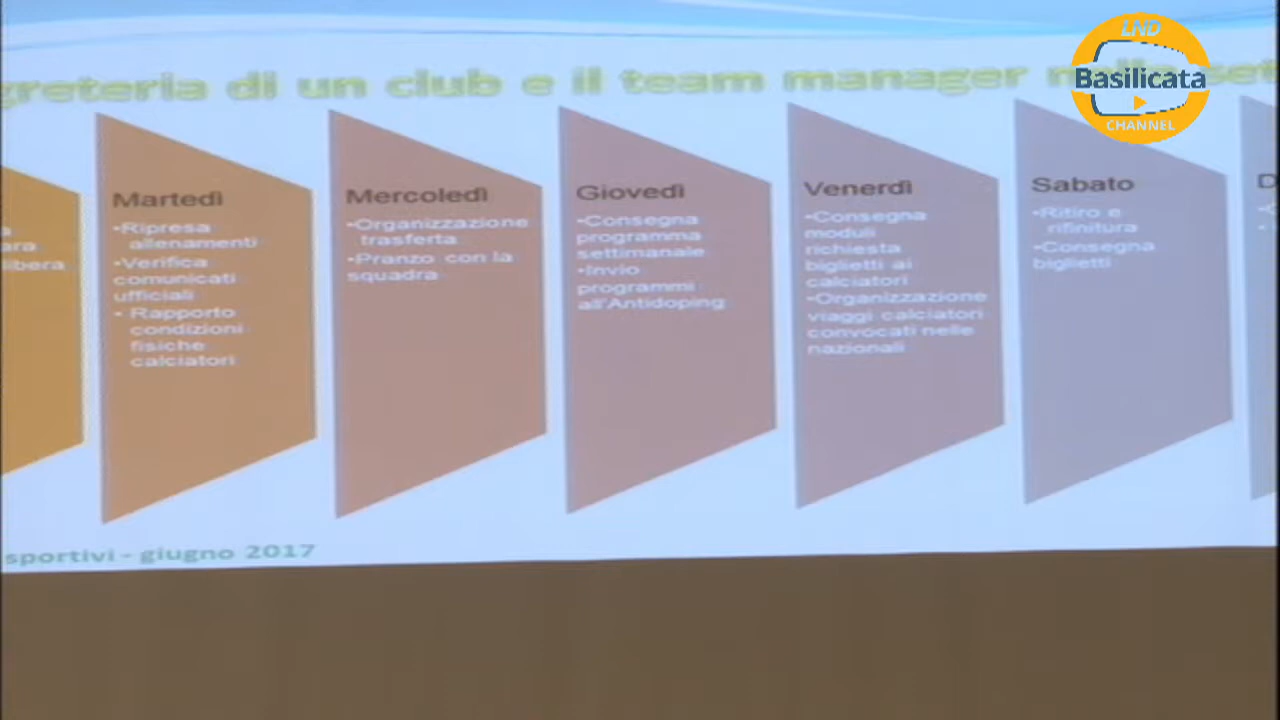 LND
Basilicata
CHANNEL
greteria di un club e il team manager
Martedì
•Ripresa
allenamenti
•Verifica
comunicati
ufficiali
• Rapporto
condizioni
fisiche
calciatori
Mercoledì
•Organizzazione
trasferta
•Pranzo con la
squadra
Giovedì
•Consegna
programma
settimanale
•Invio
programmi
all'Antidoping
Venerdì
•Consegna
moduli
richiesta
biglietti ai
calciatori
•Organizzazione
viaggi calciatori
convocati nelle
nazionali
Sabato
•Ritiro e
rifinitura
•Consegna
biglietti
sportivi - giugno 2017